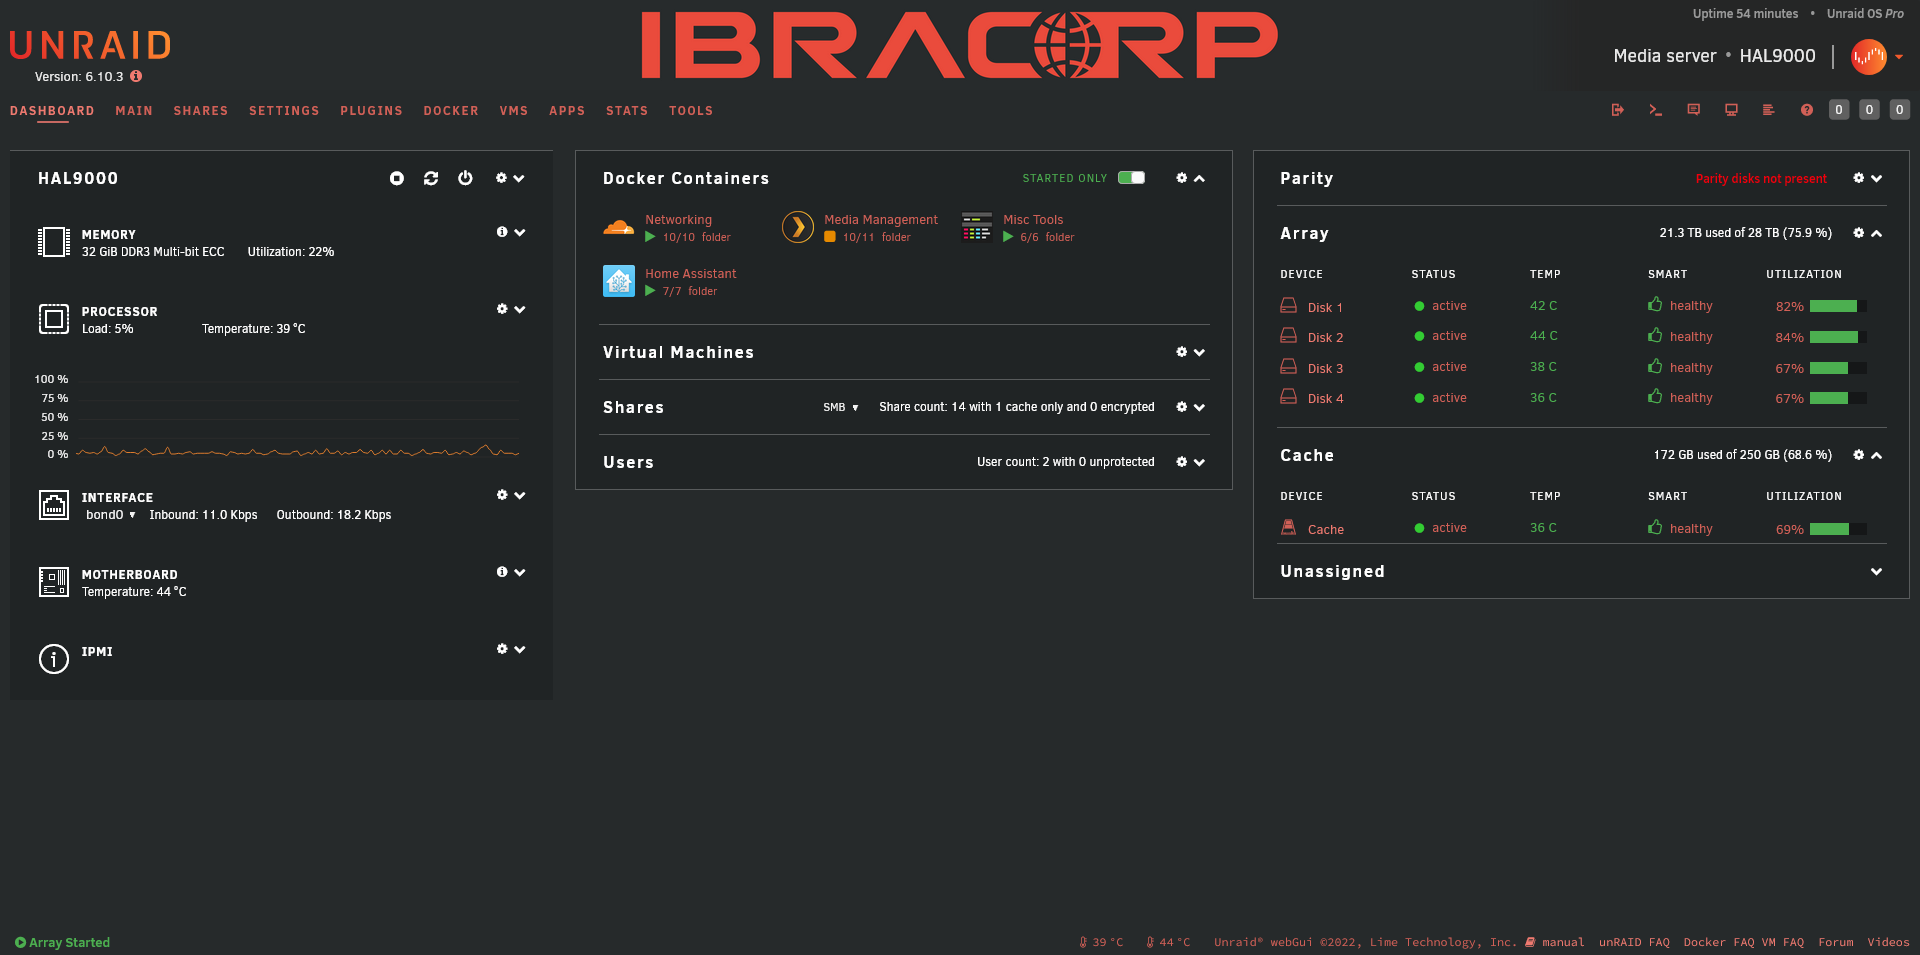 UNRAID
Version: 6.10.3
IBRACORP
Uptime 54 minutes • Unraid OS Pro
Media server • HAL9000
DASHBOARD MAIN SHARES SETTINGS PLUGINS DOCKER VMS APPS STATS TOOLS
0 0 0
HAL9000
MEMORY
32 GiB DDR3 Multi-bit ECC Utilization: 22%
PROCESSOR
Load: 5% Temperature: 39 °C
100 %
75 %
50 %
25 %
0 %
INTERFACE
bond0 ▼ Inbound: 11.0 Kbps Outbound: 18.2 Kbps
MOTHERBOARD
Temperature: 44 °C
IPMI
Docker Containers STARTED ONLY
Networking
10/10 folder
Media Management
10/11 folder
Misc Tools
6/6 folder
Home Assistant
7/7 folder
Virtual Machines
Shares SMB ▼ Share count: 14 with 1 cache only and 0 encrypted
Users User count: 2 with 0 unprotected
Parity Parity disks not present
Array 21.3 TB used of 28 TB (75.9 %)
DEVICE STATUS TEMP SMART UTILIZATION
Disk 1 active 42 C healthy 82%
Disk 2 active 44 C healthy 84%
Disk 3 active 38 C healthy 67%
Disk 4 active 36 C healthy 67%
Cache 172 GB used of 250 GB (68.6 %)
DEVICE STATUS TEMP SMART UTILIZATION
Cache active 36 C healthy 69%
Unassigned
Array Started
39 °C 44 °C Unraid® webGui ©2022, Lime Technology, Inc. manual unRAID FAQ Docker FAQ VM FAQ Forum Videos